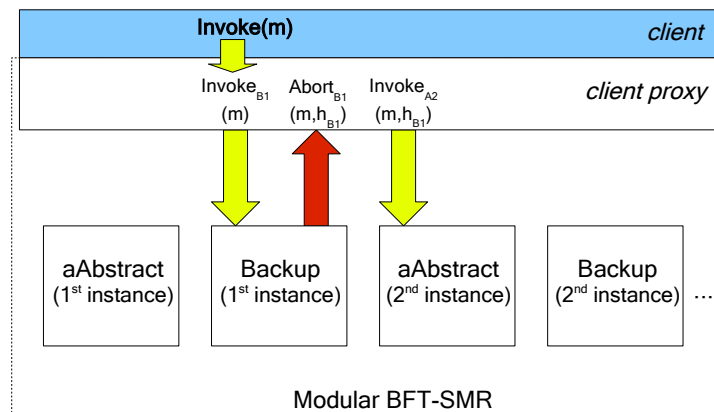 Invoke(m) client
Invoke_B1 Abort_B1 Invoke_A2 client proxy
(m) (m,h_B1) (m,h_B1)
aAbstract Backup aAbstract Backup
(1st instance) (1st instance) (2nd instance) (2nd instance) ...
Modular BFT-SMR